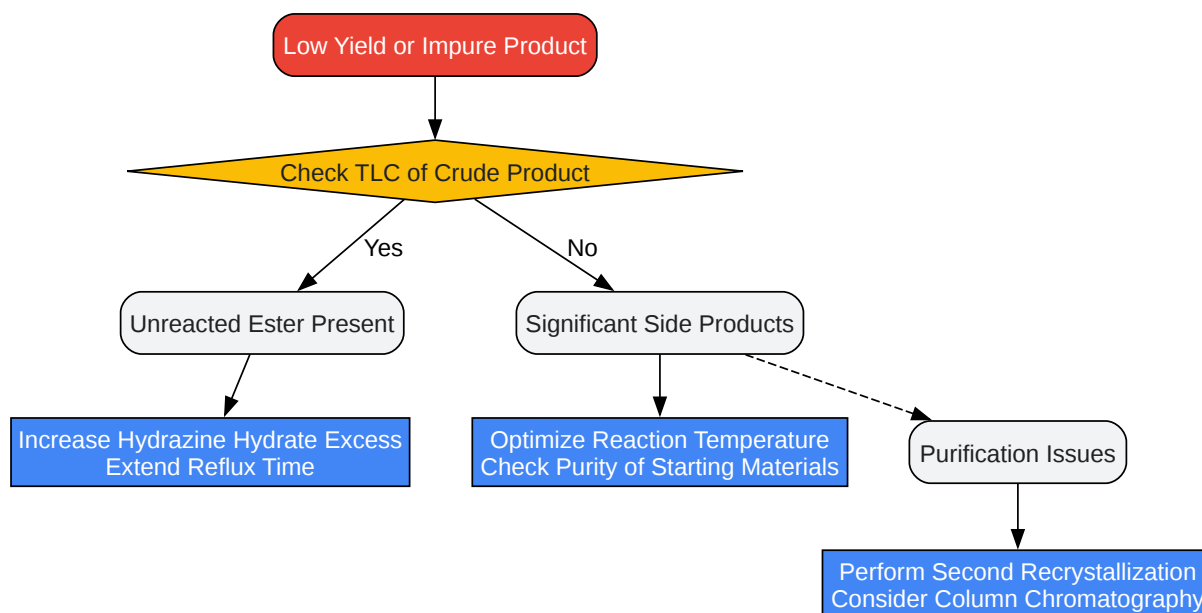 Low Yield or Impure Product
Check TLC of Crude Product
Yes
No
Unreacted Ester Present
Significant Side Products
Increase Hydrazine Hydrate Excess
Extend Reflux Time
Optimize Reaction Temperature
Check Purity of Starting Materials
Purification Issues
Perform Second Recrystallization
Consider Column Chromatography